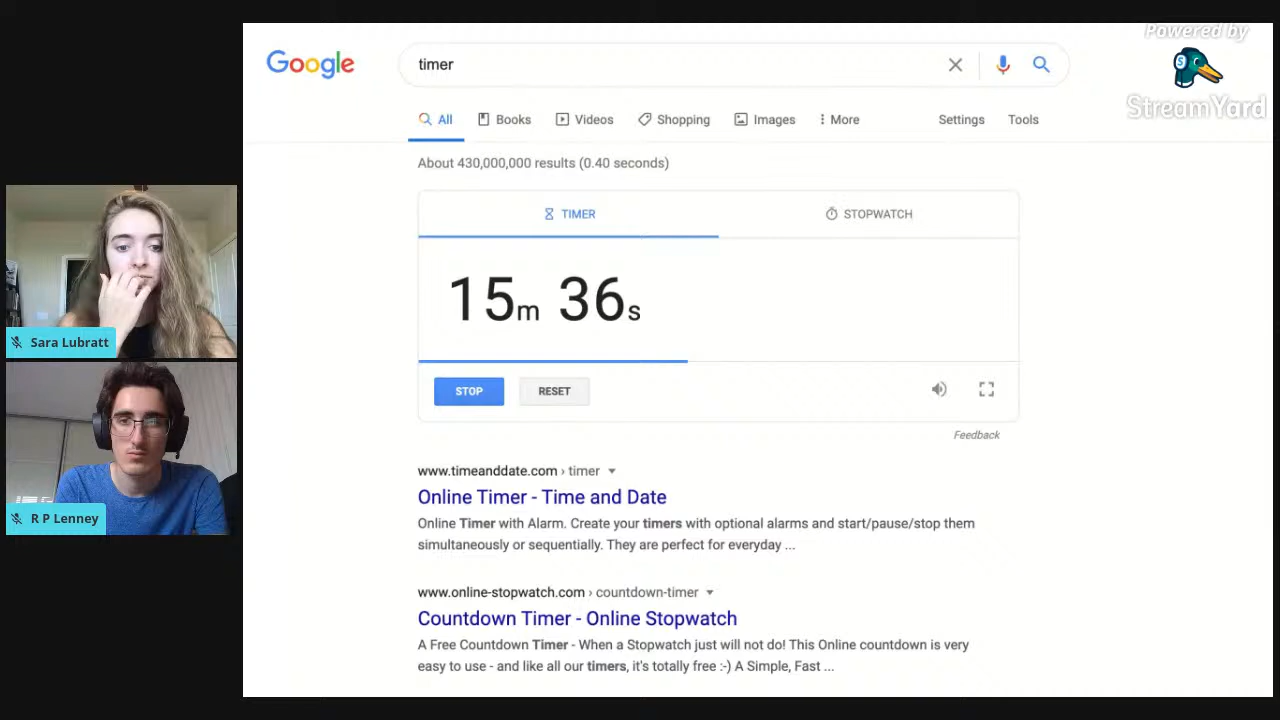 Powered by
StreamYard
Google
timer
All
Books
Videos
Shopping
Images
More
Settings
Tools
About 430,000,000 results (0.40 seconds)
TIMER
STOPWATCH
15m 36s
STOP
RESET
Feedback
www.timeanddate.com › timer
Online Timer - Time and Date
Online Timer with Alarm. Create your timers with optional alarms and start/pause/stop them
simultaneously or sequentially. They are perfect for everyday ...
www.online-stopwatch.com › countdown-timer
Countdown Timer - Online Stopwatch
A Free Countdown Timer - When a Stopwatch just will not do! This Online countdown is very
easy to use - and like all our timers, it's totally free :-) A Simple, Fast ...
Sara Lubratt
R P Lenney